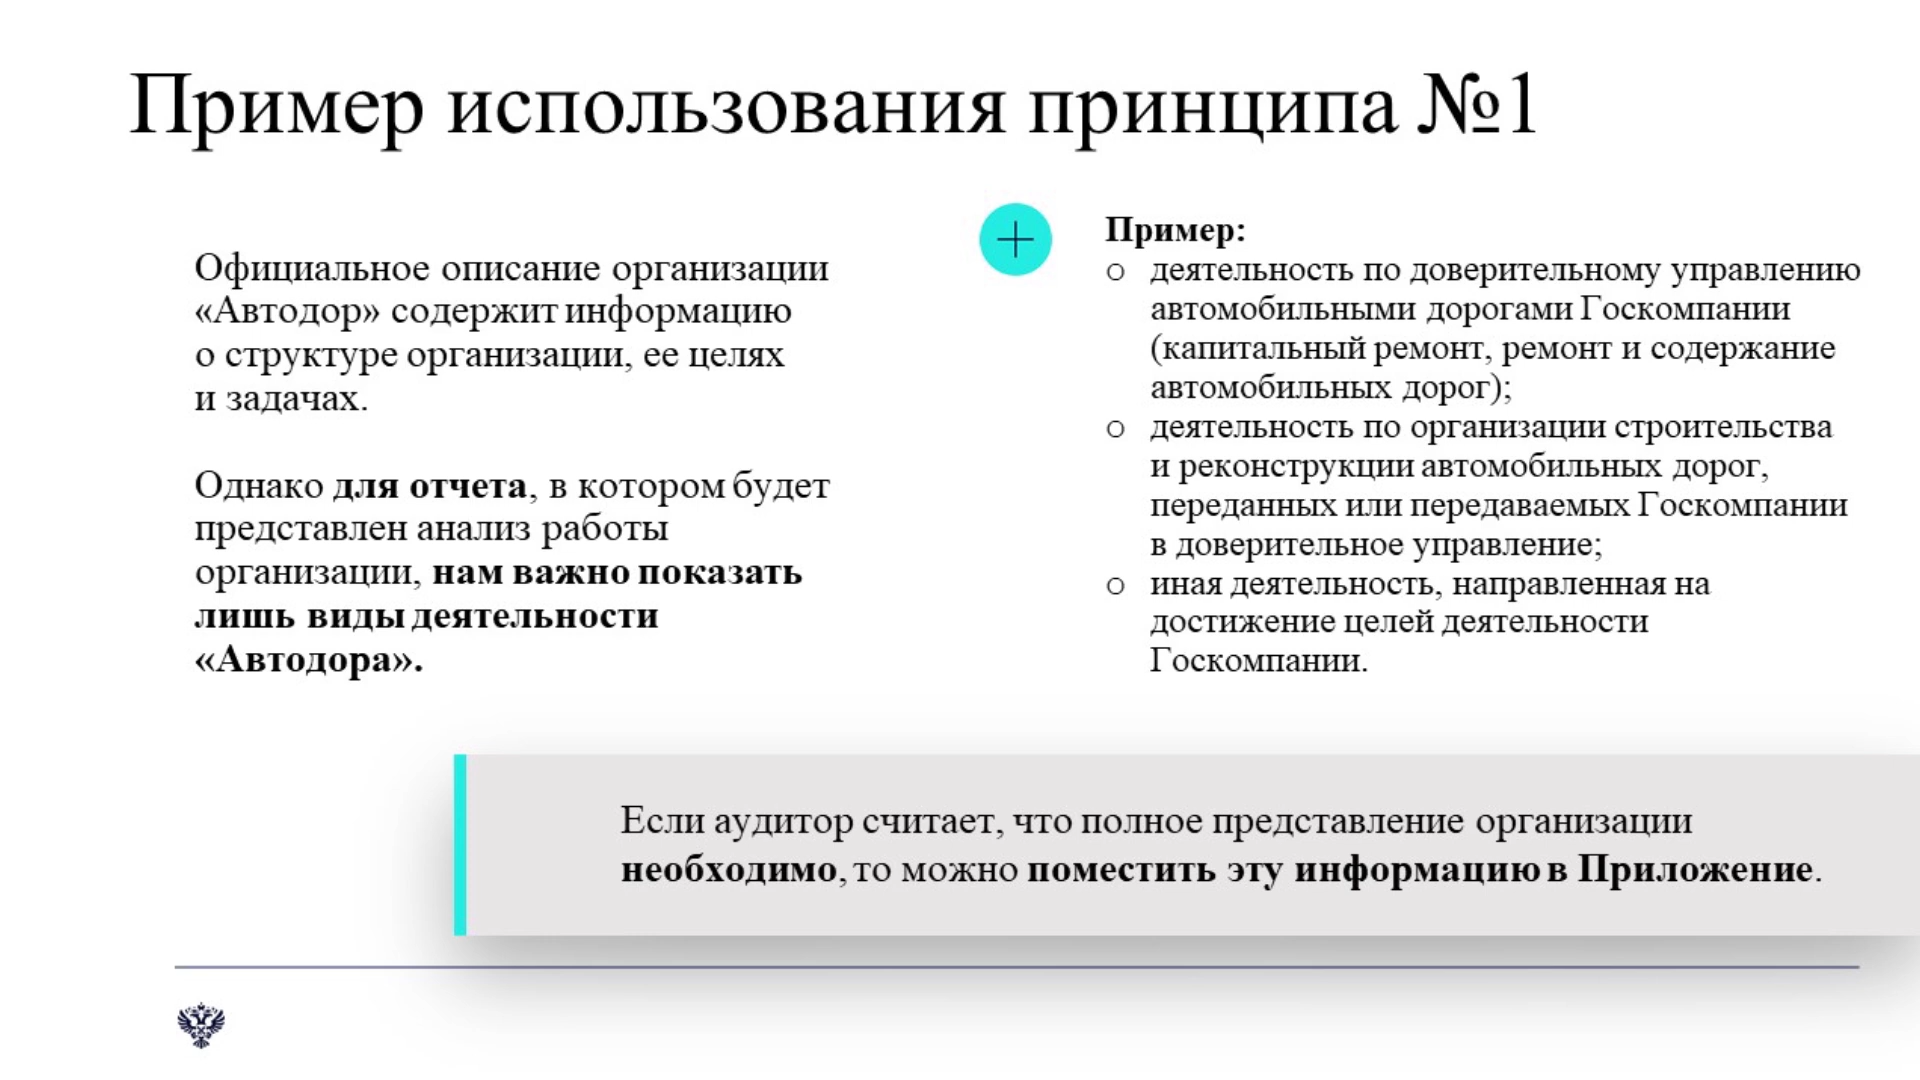 Пример использования принципа №1
Официальное описание организации
«Автодор» содержит информацию
о структуре организации, ее целях
и задачах.
Однако для отчета, в котором будет
представлен анализ работы
организации, нам важно показать
лишь виды деятельности
«Автодора».
Пример:
o деятельность по доверительному управлению
автомобильными дорогами Госкомпании
(капитальный ремонт, ремонт и содержание
автомобильных дорог);
o деятельность по организации строительства
и реконструкции автомобильных дорог,
переданных или передаваемых Госкомпании
в доверительное управление;
o иная деятельность, направленная на
достижение целей деятельности
Госкомпании.
Если аудитор считает, что полное представление организации
необходимо, то можно поместить эту информацию в Приложение.